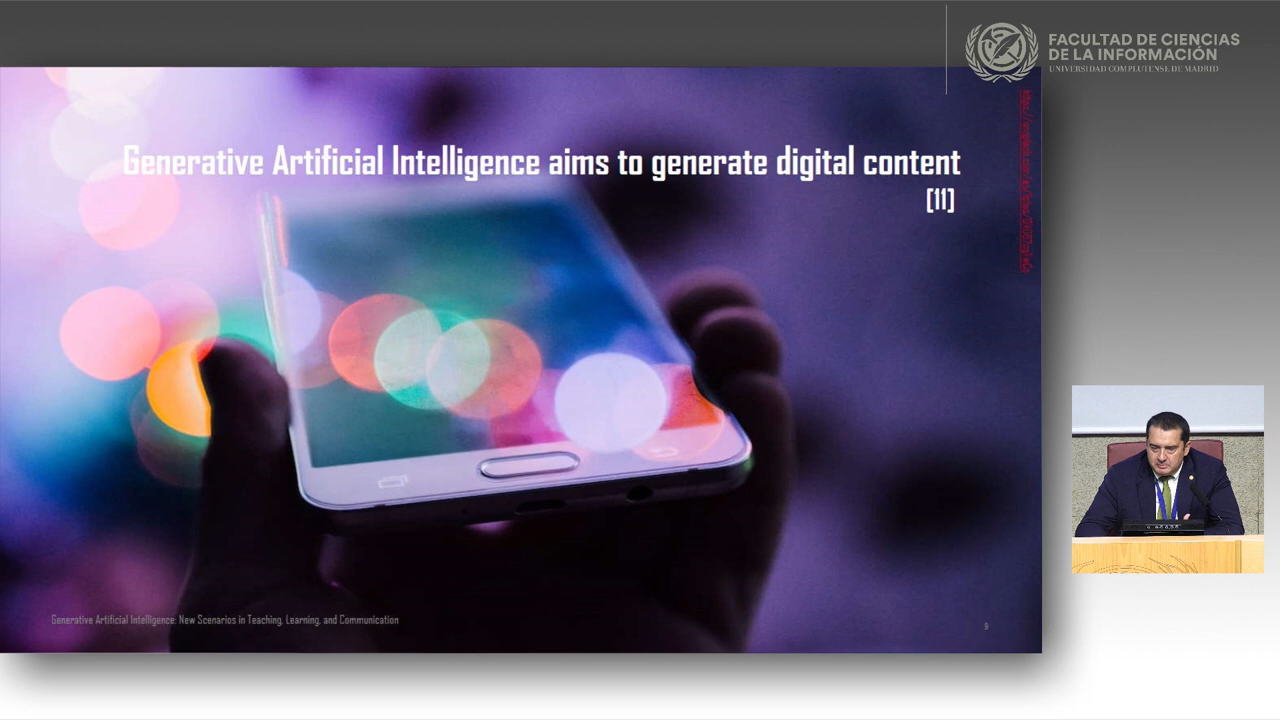 FACULTAD DE CIENCIAS
DE LA INFORMACIÓN
UNIVERSIDAD COMPLUTENSE DE MADRID
Generative Artificial Intelligence aims to generate digital content
[11]
Generative Artificial Intelligence: New Scenarios in Teaching, Learning, and Communication
9